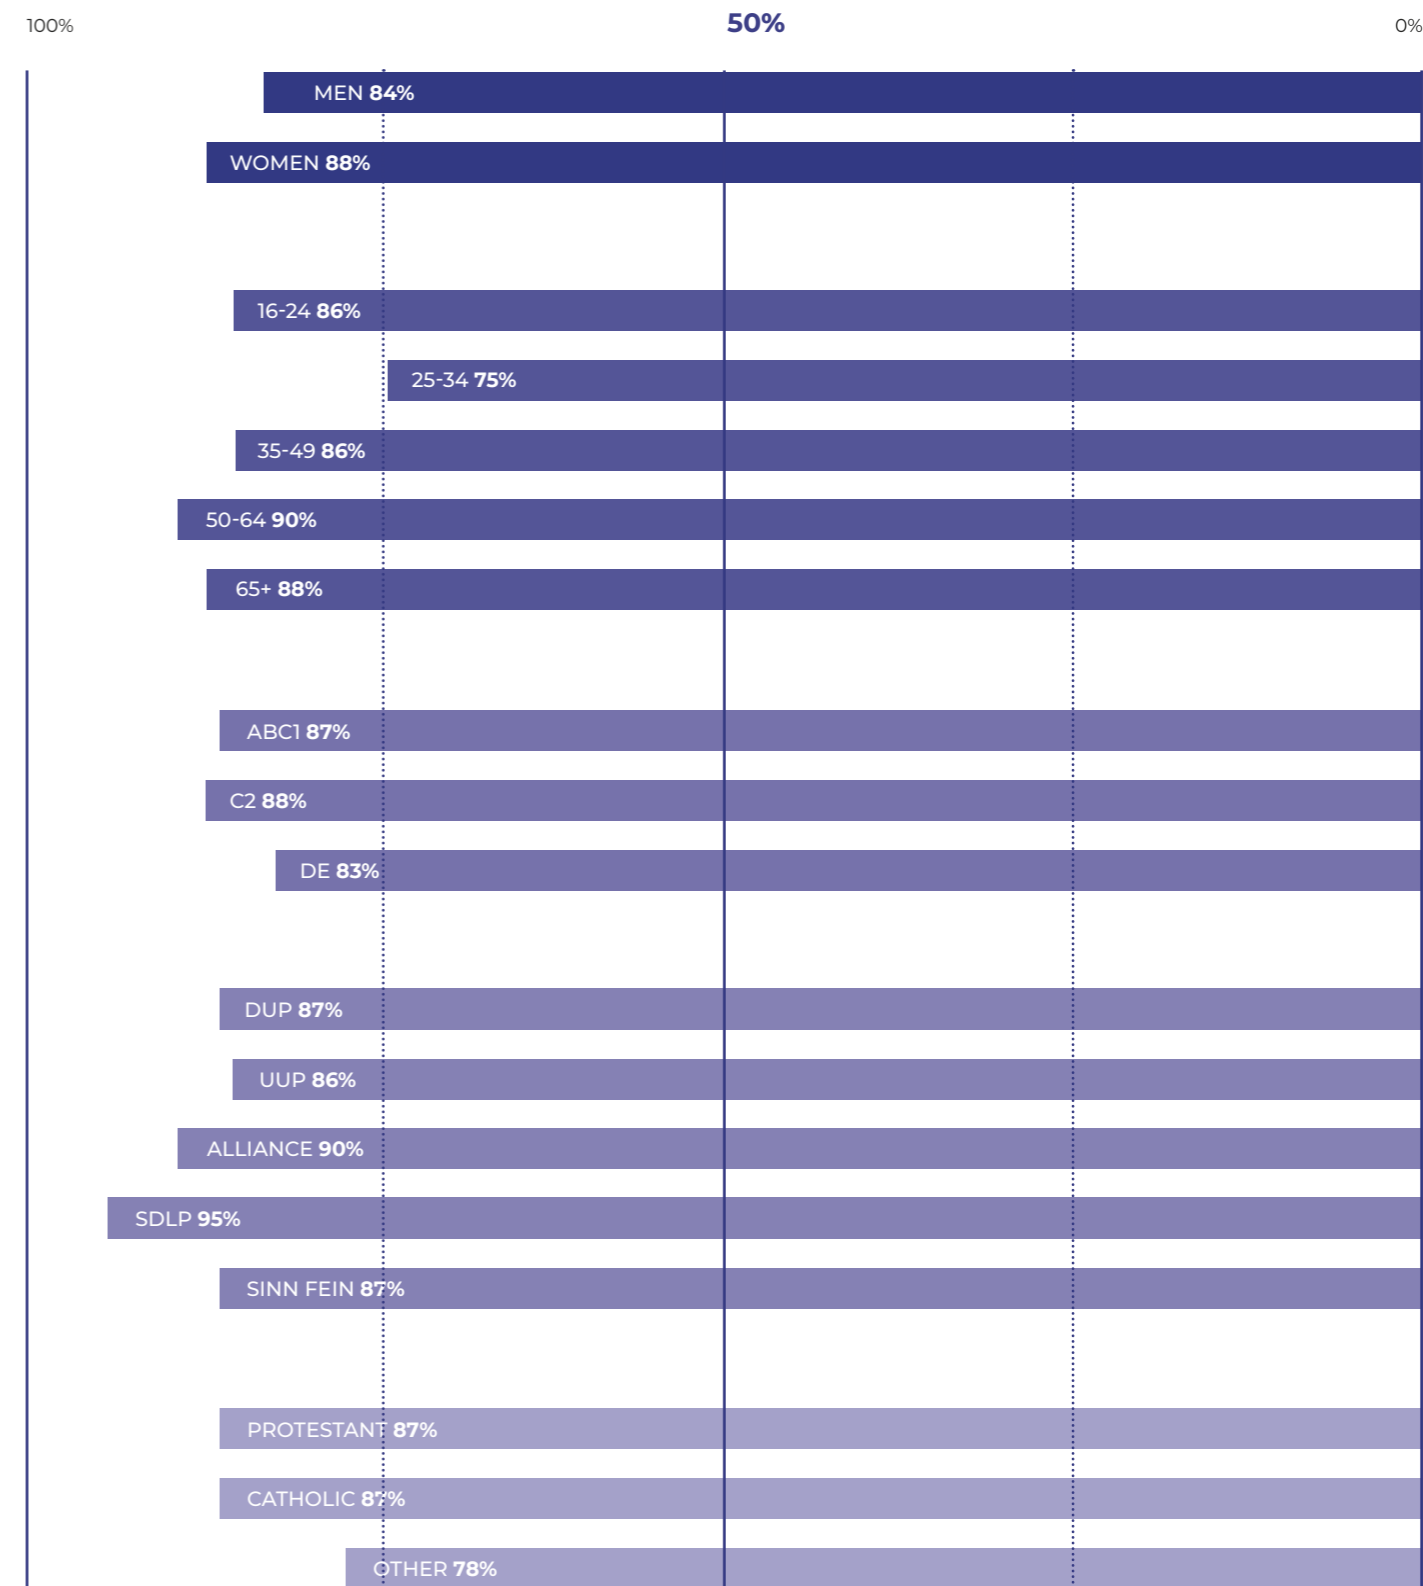 100% 50% 0%
MEN 84%
WOMEN 88%
16-24 86%
25-34 75%
35-49 86%
50-64 90%
65+ 88%
ABC1 87%
C2 88%
DE 83%
DUP 87%
UUP 86%
ALLIANCE 90%
SDLP 95%
SINN FEIN 87%
PROTESTANT 87%
CATHOLIC 87%
OTHER 78%